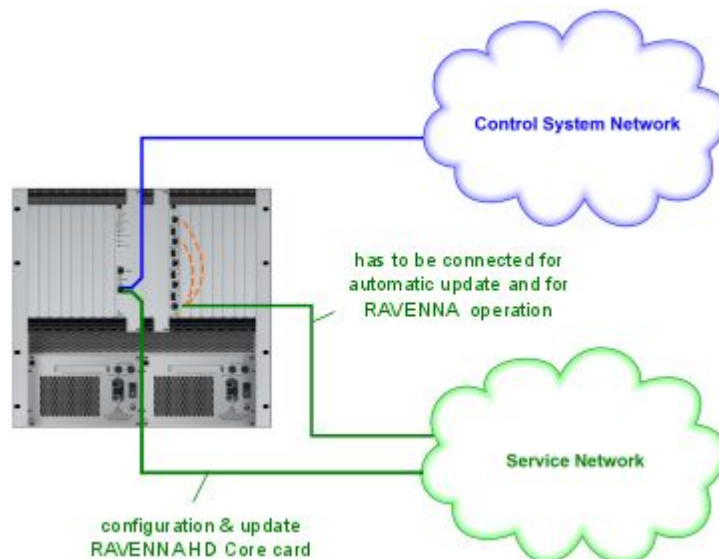 Control System Network
has to be connected for
automatic update and for
RAVENNA operation
Service Network
configuration & update
RAVENNA HD Core card